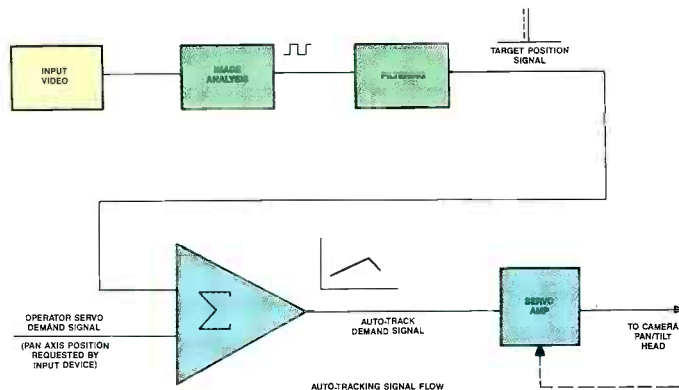 INPUT
VIDEO
IMAGE
ANALYSIS
FILTERING
TARGET POSITION
SIGNAL
Σ
OPERATOR SERVO
DEMAND SIGNAL
(PAN AXIS POSITION
REQUESTED BY
INPUT DEVICE)
AUTO-TRACK
DEMAND SIGNAL
SERVO
AMP
TO CAMERA
PAN/TILT
HEAD
AUTO-TRACKING SIGNAL FLOW